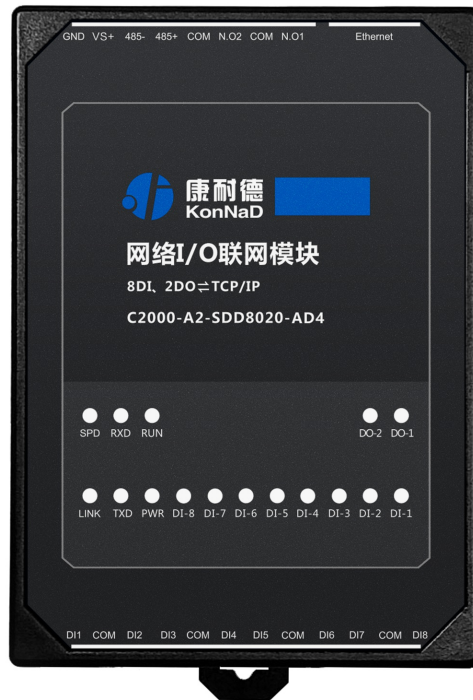 GND VS+ 485- 485+ COM N.O2 COM N.O1 Ethernet
康耐德
KonNaD
网络I/O联网模块
8DI、2DO⇌TCP/IP
C2000-A2-SDD8020-AD4
SPD RXD RUN DO-2 DO-1
LINK TXD PWR DI-8 DI-7 DI-6 DI-5 DI-4 DI-3 DI-2 DI-1
DI1 COM DI2 DI3 COM DI4 DI5 COM DI6 DI7 COM DI8